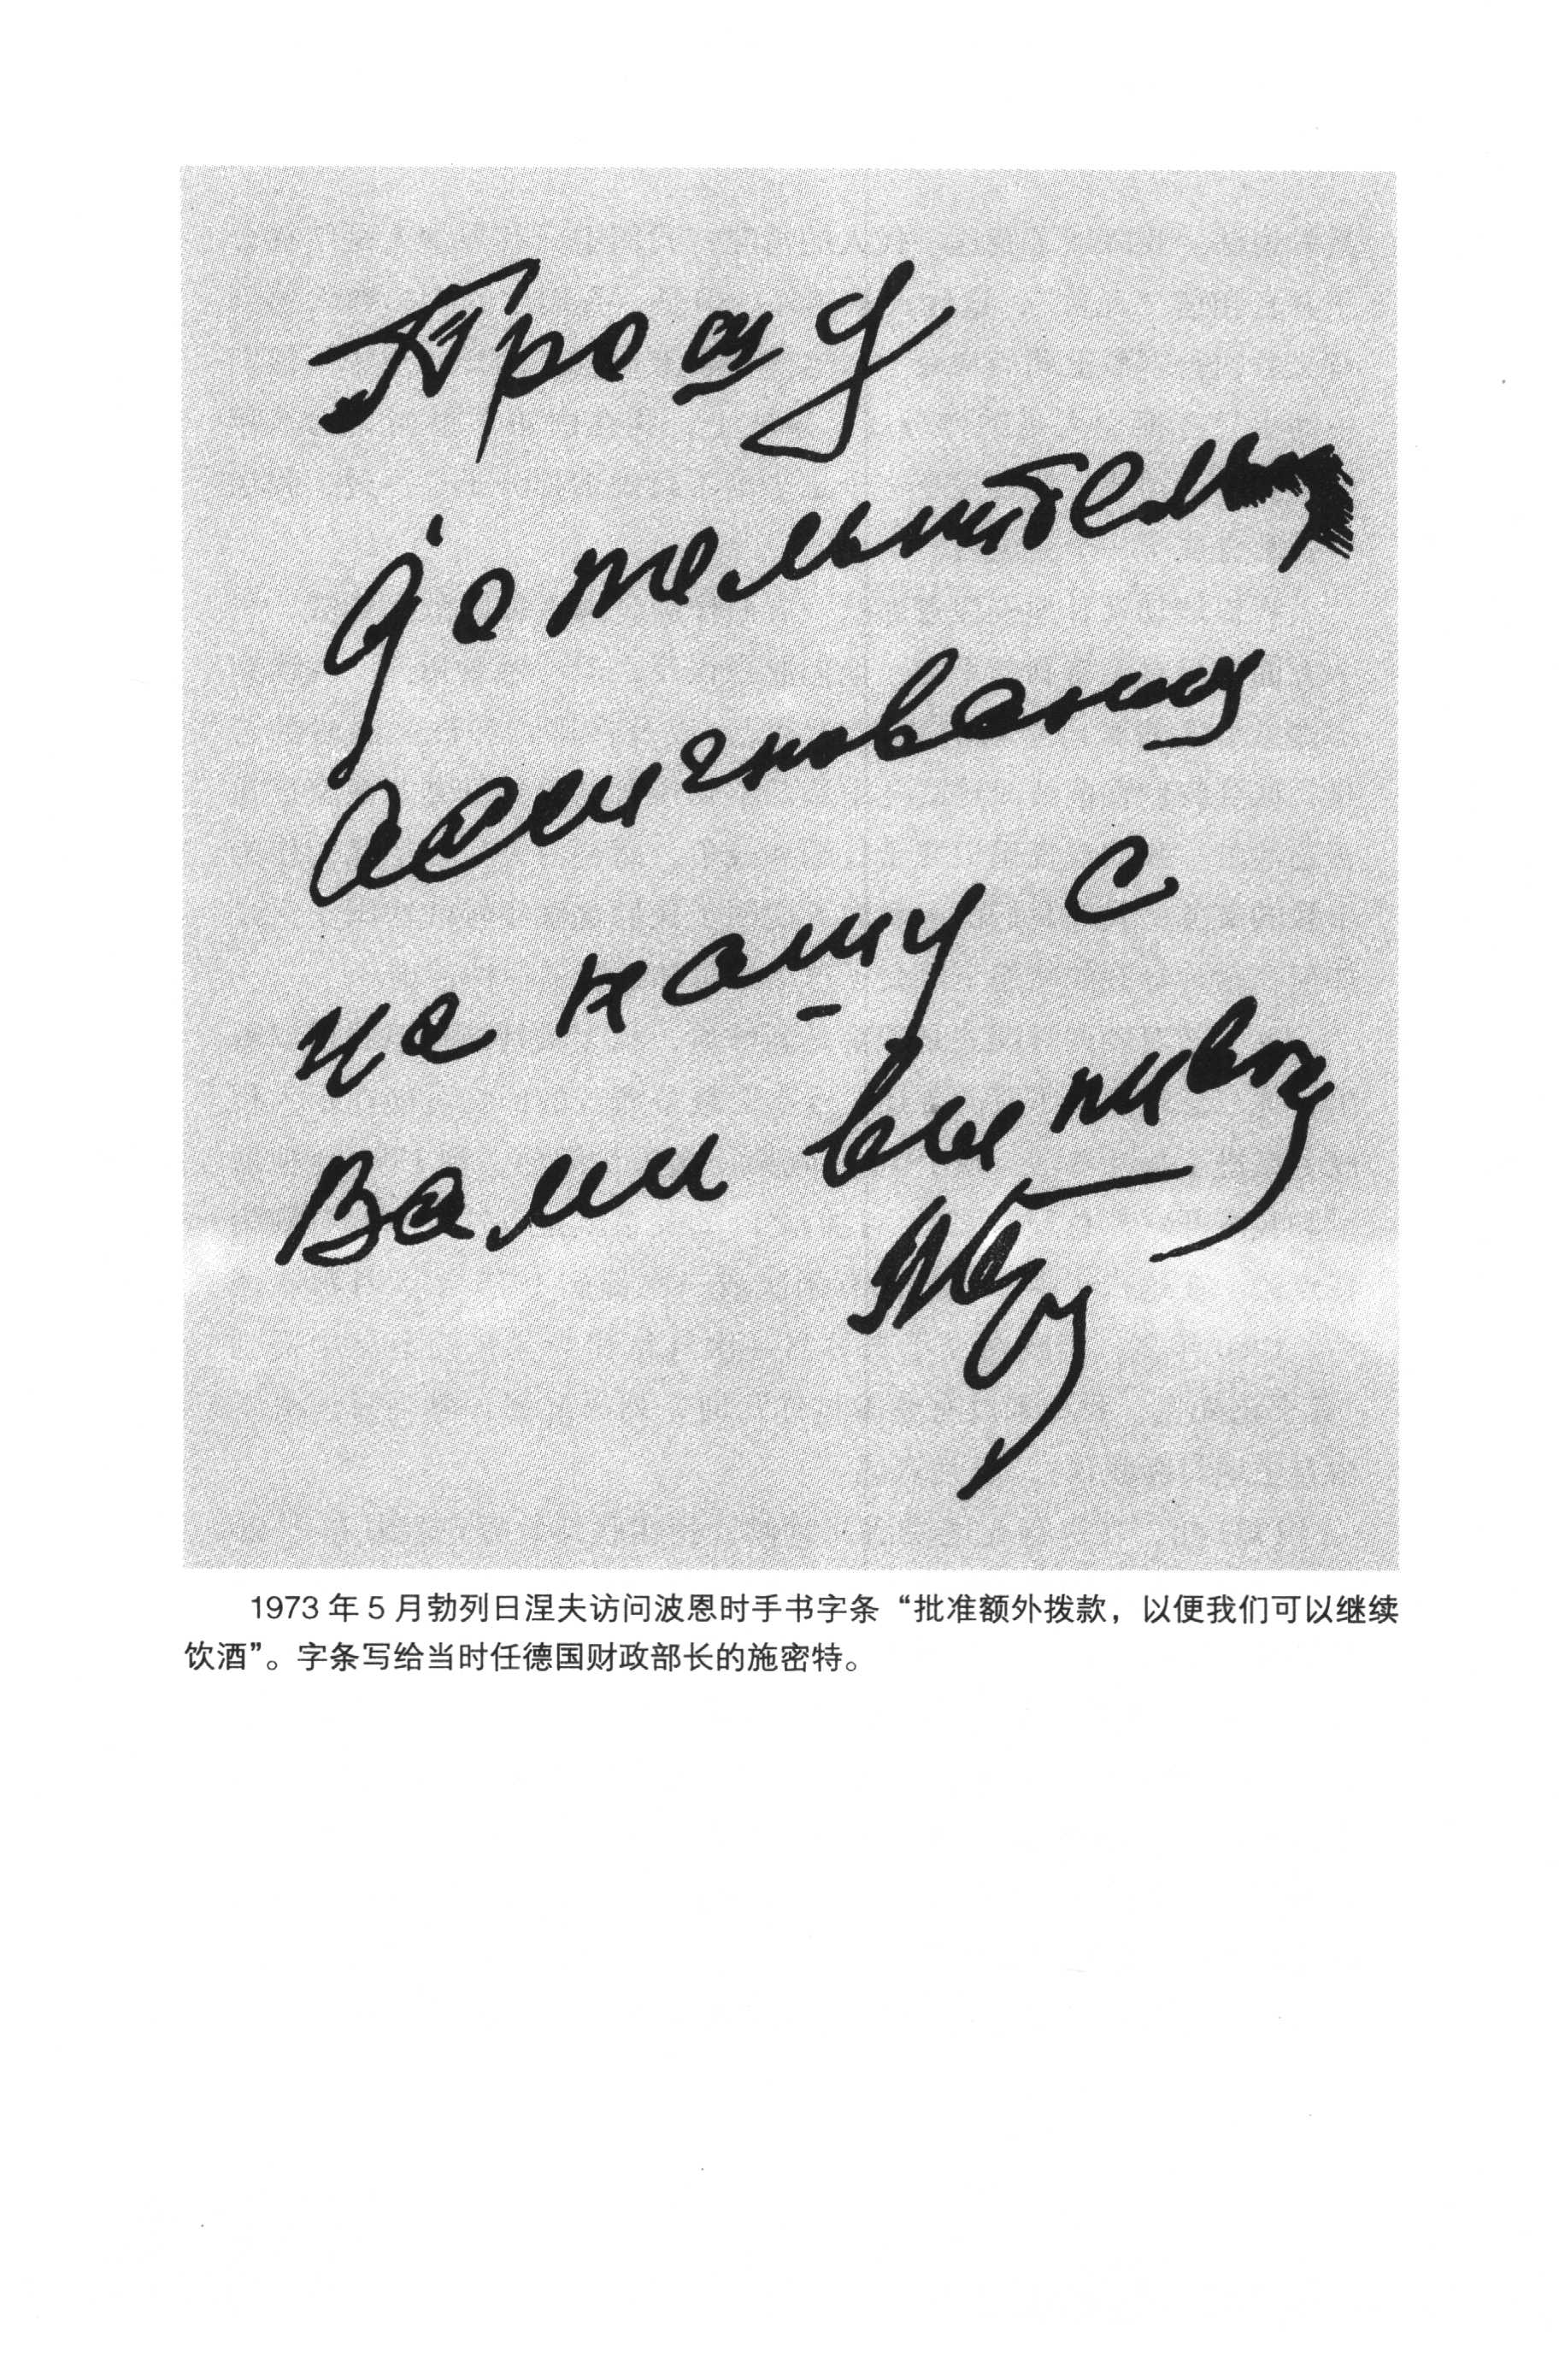 Прошу
ассигнования
на нашу с
Вами выпивку
1973 年 5 月勃列日涅夫访问波恩时手书字条“批准额外拨款，以便我们可以继续
饮酒”。字条写给当时任德国财政部长的施密特。